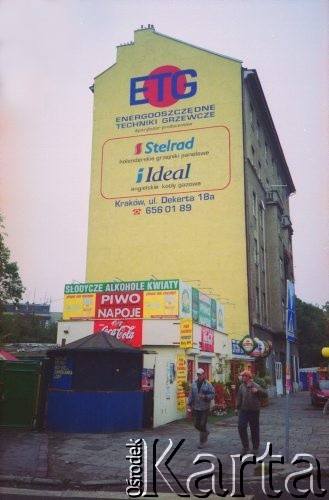 ETG
ENERGOOSZCZĘDNE
TECHNIKI GRZEWCZE
Stelrad
holenderskie grzejniki panelowe
Ideal
angielskie kotły gazowe
Kraków, ul. Dekerta 18a
☎ 656 01 89
SŁODYCZE ALKOHOLE KWIATY
PIWO
NAPOJE
Coca-Cola
Ośrodek
Karta